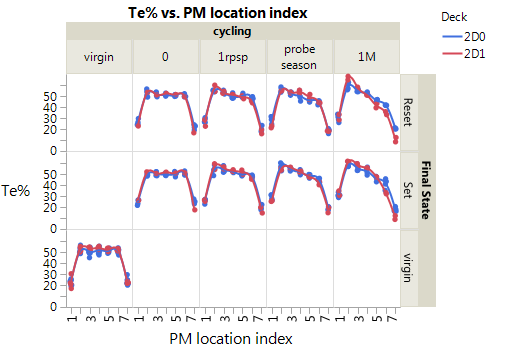 Te% vs. PM location index
cycling
virgin 0 1rpsp probe season 1M
Deck
2D0
2D1
50
40
30
20
0
Reset
50
40
30
20
0
Set
50
40
30
20
0
virgin
Te%
Final State
1 3 5 7 1 3 5 7 1 3 5 7 1 3 5 7 1 3 5 7
PM location index